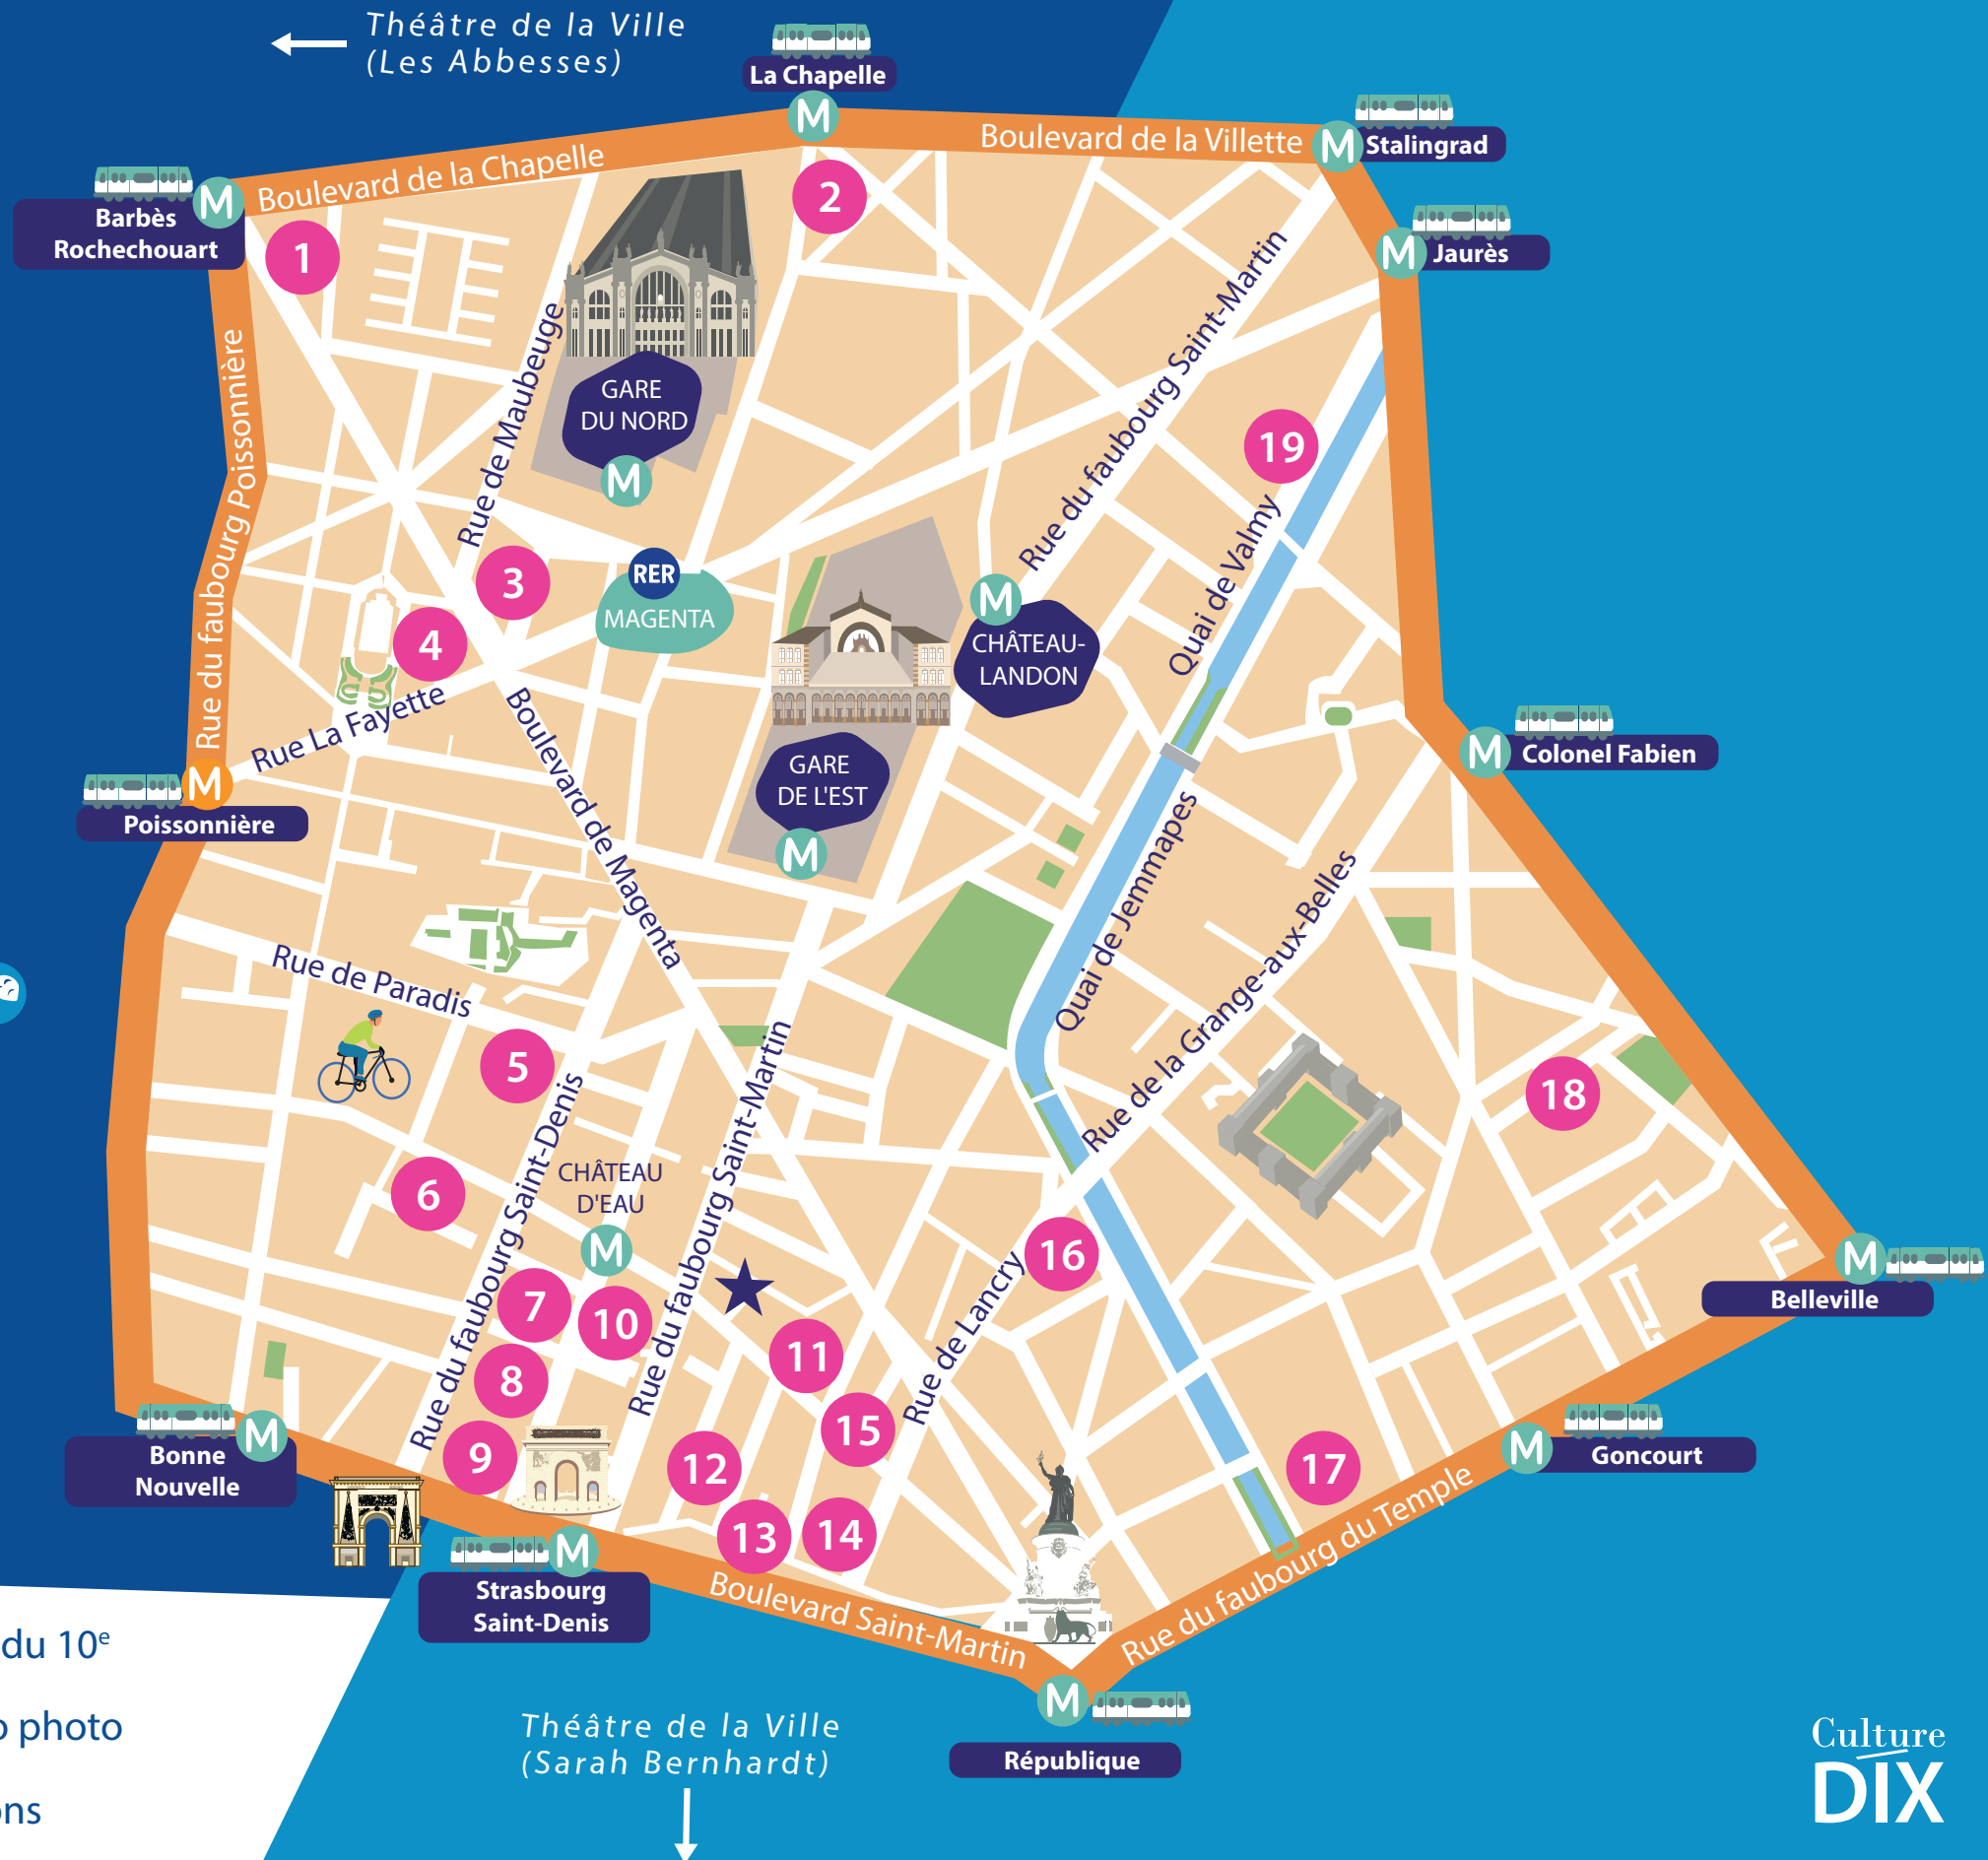 Théâtre de la Ville
(Les Abbesses)
La Chapelle
M
Boulevard de la Villette
M
Stalingrad
Boulevard de la Chapelle
M
Barbès
Rochechouart
1
2
M
Jaurès
Rue du faubourg Saint-Martin
Rue de Maubeuge
Rue du faubourg Poissonnière
GARE
DU NORD
M
19
Quai de Valmy
3
RER
MAGENTA
M
CHÂTEAU-
LANDON
4
Rue La Fayette
Boulevard de Magenta
M
Poissonnière
GARE
DE L'EST
M
M
Colonel Fabien
Quai de Jemmapes
Rue de la Grange-aux-Belles
Rue de Paradis
5
18
Rue du faubourg Saint-Denis
Rue du faubourg Saint-Martin
6
CHÂTEAU
D'EAU
M
16
M
Belleville
7
10
11
8
Rue de Lancry
15
9
12
17
M
Bonne
Nouvelle
M
Goncourt
13
14
M
Strasbourg
Saint-Denis
Boulevard Saint-Martin
Rue du faubourg du Temple
M
République
du 10e
photo
Théâtre de la Ville
(Sarah Bernhardt)
Culture
DIX